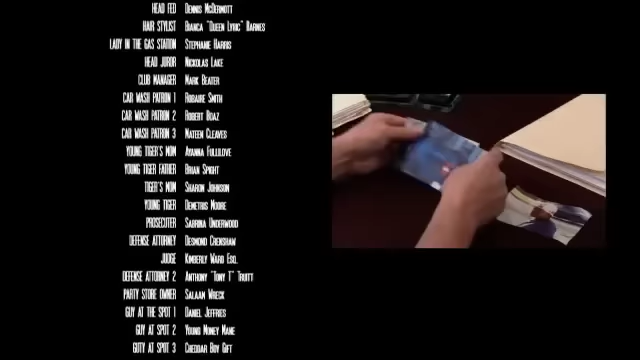 HEAD FED DENNIS MCDERMOTT
HAIR STYLIST BIANCA "QUEEN LYRIC" BARNES
LADY IN THE GAS STATION STEPHANIE HARRIS
HEAD JUROR NICKOLAS LAKE
CLUB MANAGER MARK BEATER
CAR WASH PATRON 1 ROBAIRE SMITH
CAR WASH PATRON 2 ROBERT BOAZ
CAR WASH PATRON 3 MATEEN CLEAVES
YOUNG TIGER'S MOM AYANNA FULLILOVE
YOUNG TIGER FATHER BRIAN SPIGHT
TIGER'S MOM SHARON JOHNSON
YOUNG TIGER DEMETRIS MOORE
PROSECUTER SABRINA UNDERWOOD
DEFENSE ATTORNEY DESMOND CRENSHAW
JUDGE KIMBERLY WARD ESQ.
DEFENSE ATTORNEY 2 ANTHONY "TONY T" TRUITT
PARTY STORE OWNER SALAAM WRECK
GUY AT THE SPOT 1 DANIEL JEFFRIES
GUY AT SPOT 2 YOUNG MONEY MANE
GUTY AT SPOT 3 CHEDDAR BOY GIFT